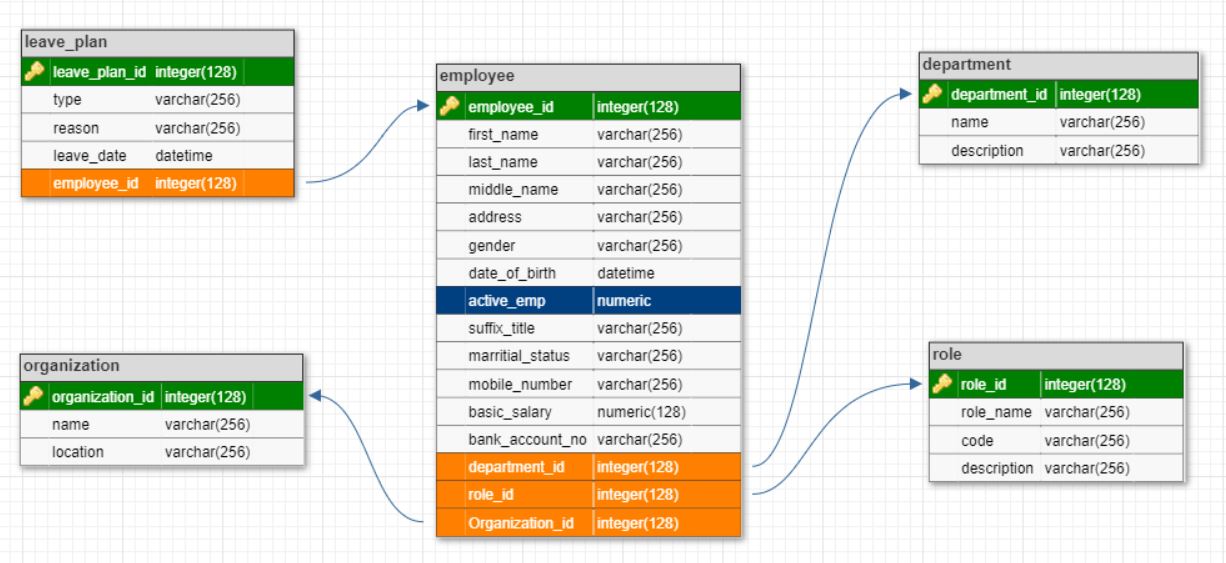 leave_plan
leave_plan_id integer(128)
type varchar(256)
reason varchar(256)
leave_date datetime
employee_id integer(128)
organization
organization_id integer(128)
name varchar(256)
location varchar(256)
employee
employee_id integer(128)
first_name varchar(256)
last_name varchar(256)
middle_name varchar(256)
address varchar(256)
gender varchar(256)
date_of_birth datetime
active_emp numeric
suffix_title varchar(256)
marritial_status varchar(256)
mobile_number varchar(256)
basic_salary numeric(128)
bank_account_no varchar(256)
department_id integer(128)
role_id integer(128)
Organization_id integer(128)
department
department_id integer(128)
name varchar(256)
description varchar(256)
role
role_id integer(128)
role_name varchar(256)
code varchar(256)
description varchar(256)